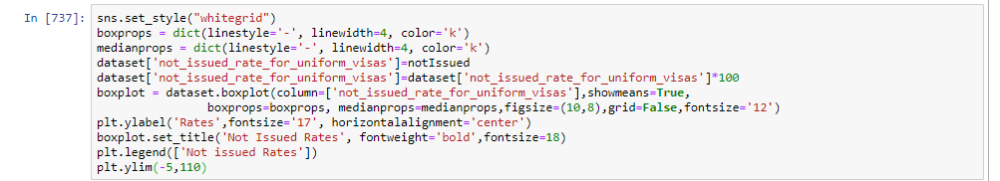 In [737]: sns.set_style("whitegrid")
boxprops = dict(linestyle='-', linewidth=4, color='k')
medianprops = dict(linestyle='-', linewidth=4, color='k')
dataset['not_issued_rate_for_uniform_visas']=notIssued
dataset['not_issued_rate_for_uniform_visas']=dataset['not_issued_rate_for_uniform_visas']*100
boxplot = dataset.boxplot(column=['not_issued_rate_for_uniform_visas'],showmeans=True,
boxprops=boxprops, medianprops=medianprops,figsize=(10,8),grid=False,fontsize='12')
plt.ylabel('Rates',fontsize='17', horizontalalignment='center')
boxplot.set_title('Not Issued Rates', fontweight='bold',fontsize=18)
plt.legend(['Not issued Rates'])
plt.ylim(-5,110)